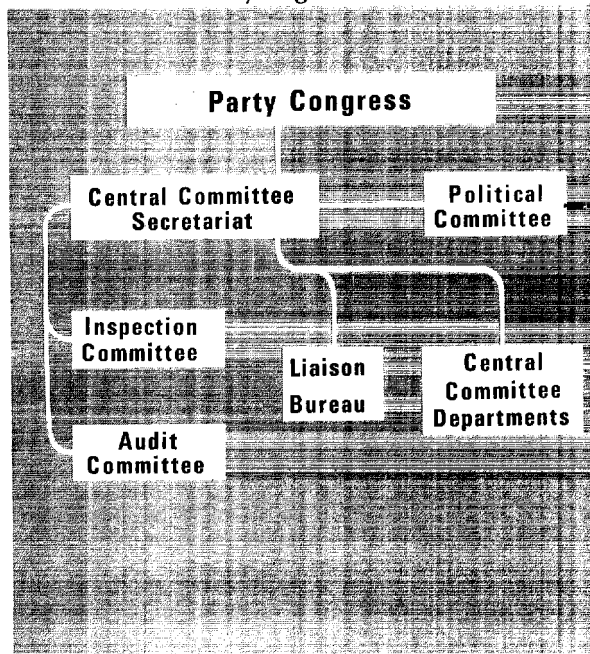 Party Congress
Central Committee
Secretariat
Political
Committee
Inspection
Committee
Liaison
Bureau
Central
Committee
Departments
Audit
Committee